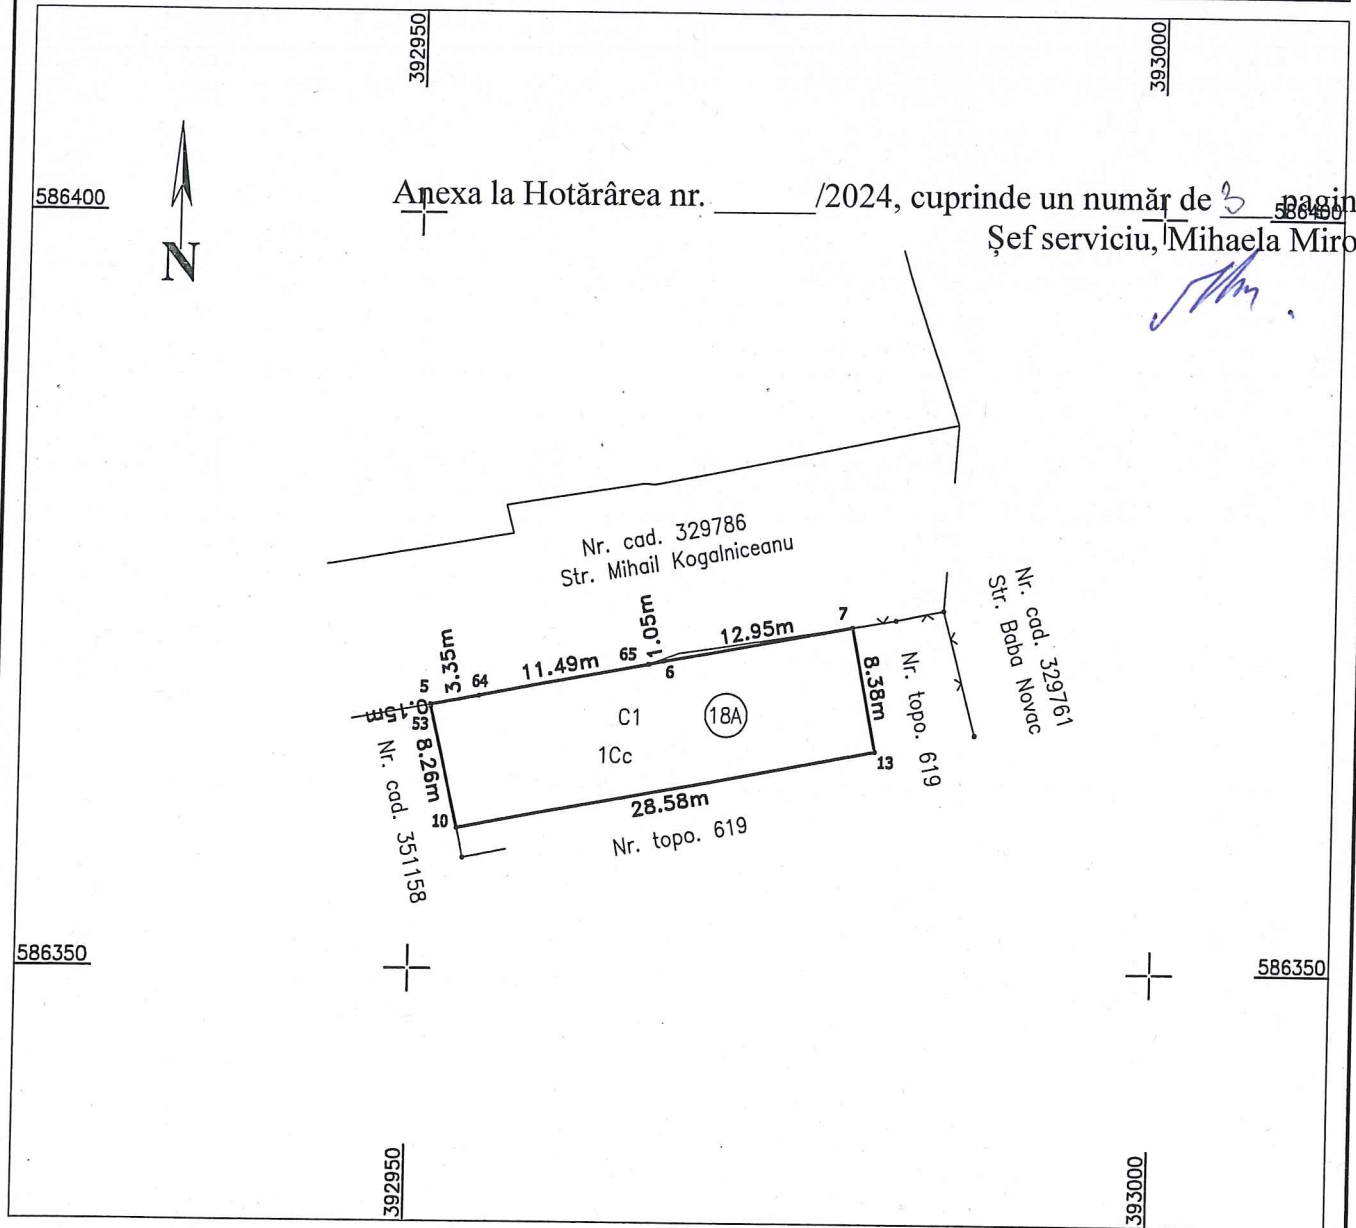 392950
393000
586400
Anexa la Hotărârea nr. ______/2024, cuprinde un număr de 3 pagin
586400
Șef serviciu, Mihaela Miro
N
Nr. cad. 329786
Str. Mihail Kogalniceanu
Nr. cad. 329761
Str. Baba Novac
7
12.95m
1.05m
65
6
11.49m
3.35m
64
5
0.15m
53
8.38m
Nr. topo. 619
C1
18A
1Cc
8.26m
Nr. cad. 351158
13
28.58m
10
Nr. topo. 619
586350
586350
392950
393000